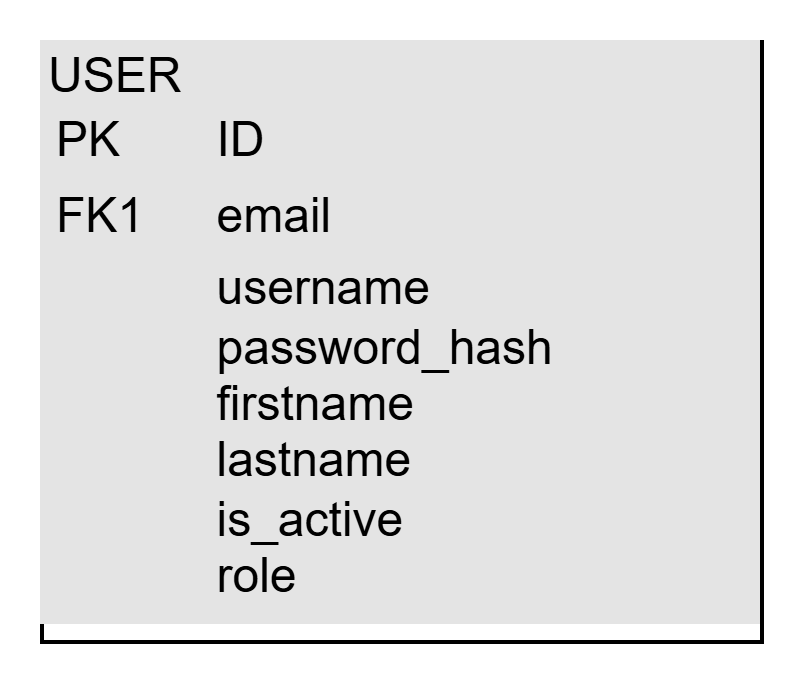 USER
PK ID
FK1 email
username
password_hash
firstname
lastname
is_active
role